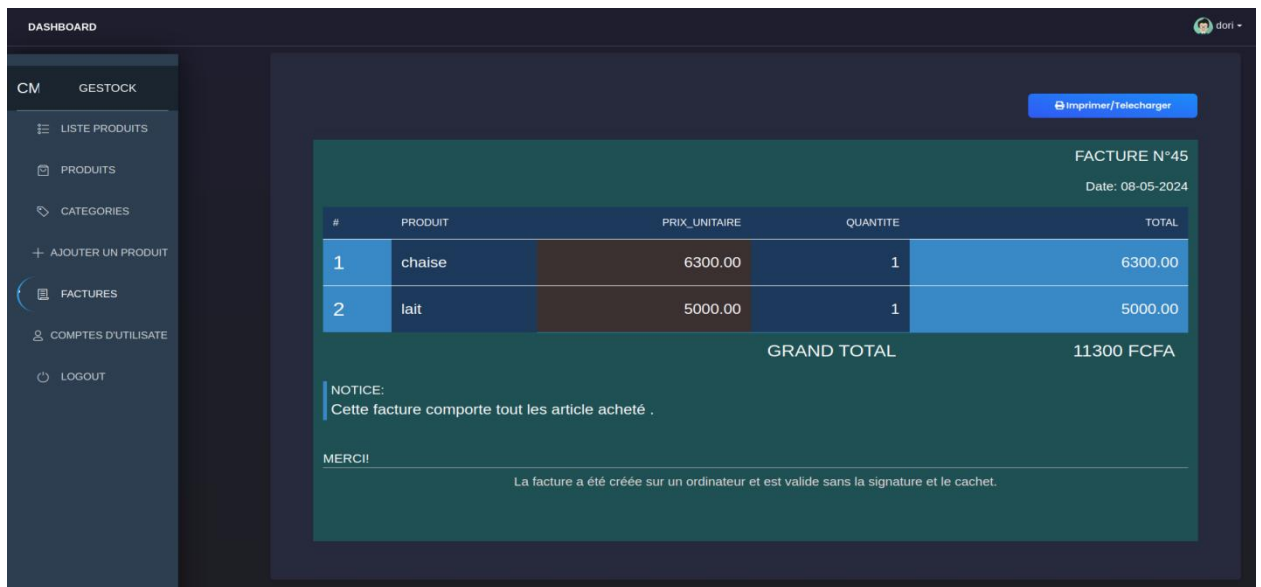 DASHBOARD
dori
CM GESTOCK
LISTE PRODUITS
PRODUITS
CATEGORIES
AJOUTER UN PRODUIT
FACTURES
COMPTES D'UTILISATE
LOGOUT
Imprimer/Telecharger
FACTURE N°45
Date: 08-05-2024
# PRODUIT PRIX_UNITAIRE QUANTITE TOTAL
1 chaise 6300.00 1 6300.00
2 lait 5000.00 1 5000.00
GRAND TOTAL 11300 FCFA
NOTICE:
Cette facture comporte tout les article acheté .
MERCI!
La facture a été créée sur un ordinateur et est valide sans la signature et le cachet.